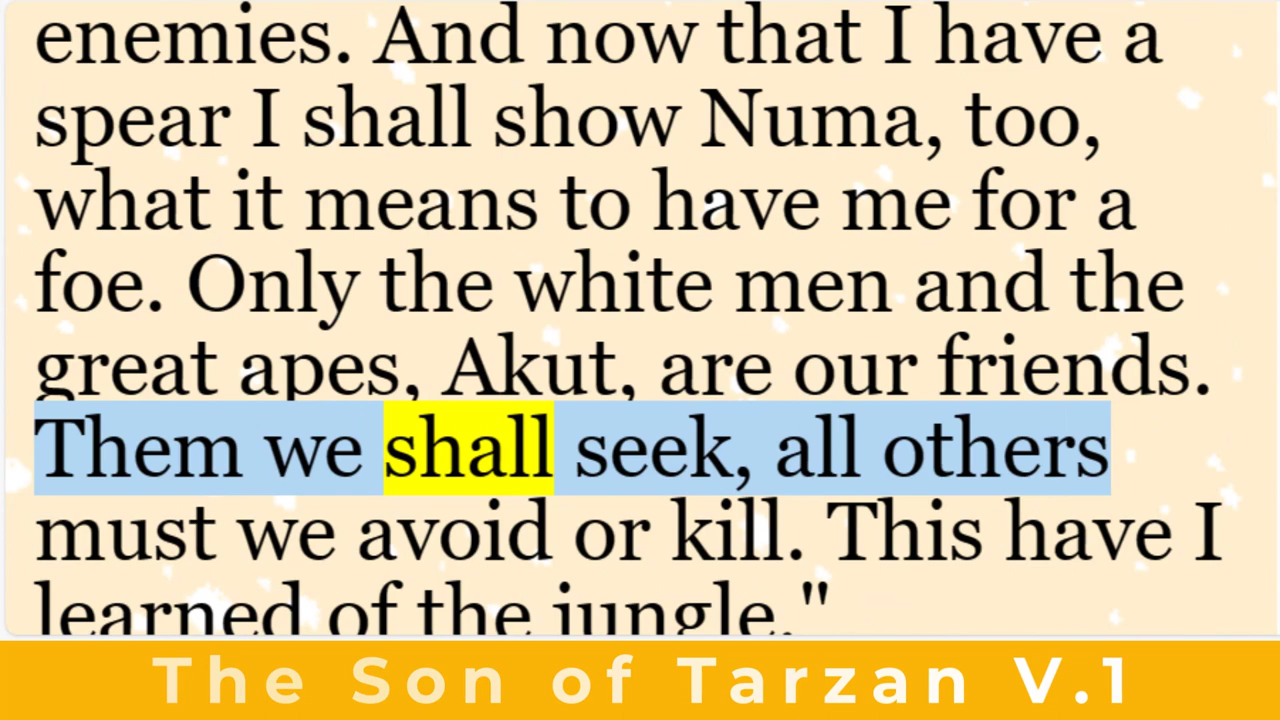 enemies. And now that I have a
spear I shall show Numa, too,
what it means to have me for a
foe. Only the white men and the
great apes, Akut, are our friends.
Them we shall seek, all others
must we avoid or kill. This have I
learned of the jungle."
The Son of Tarzan V.1